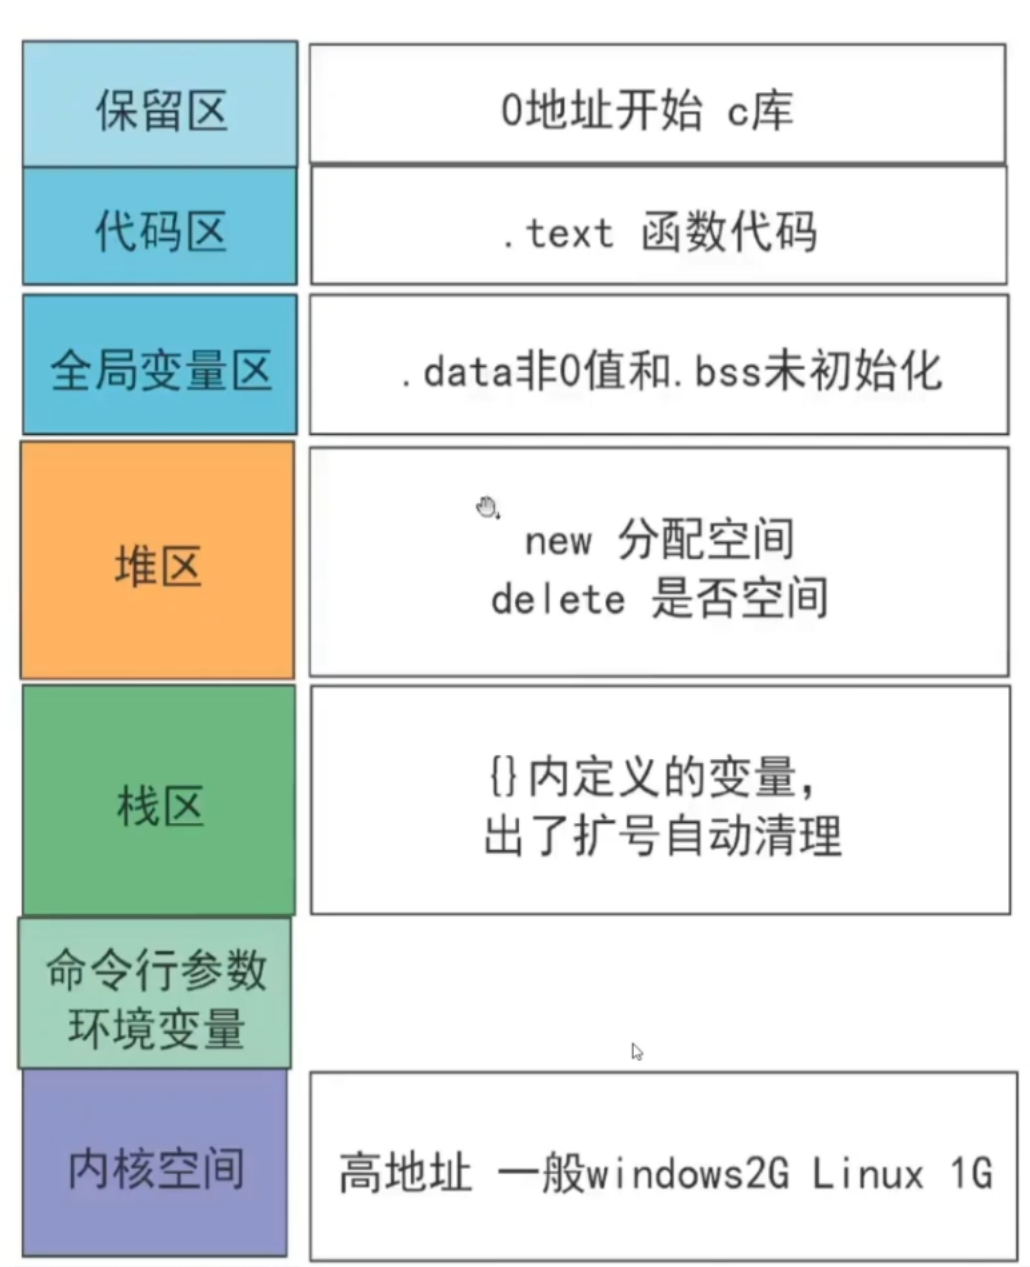 保留区
0地址开始 c库
代码区
.text 函数代码
全局变量区
.data非0值和.bss未初始化
堆区
new 分配空间
delete 是否空间
栈区
{}内定义的变量，
出了扩号自动清理
命令行参数
环境变量
内核空间
高地址 一般windows2G Linux 1G